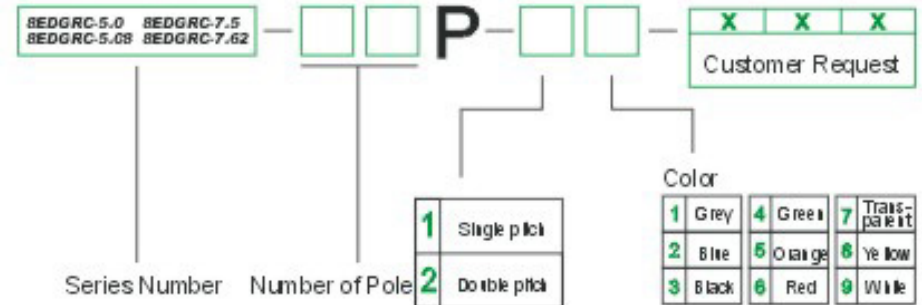 8EDGRC-5.0 8EDGRC-7.5
8EDGRC-5.08 8EDGRC-7.62
P
X X X
Customer Request
Color
1 Grey 4 Green 7 Trans-parent
2 Blue 5 Orange 8 Yellow
3 Black 6 Red 9 White
1 Single pitch
2 Double pitch
Series Number Number of Pole